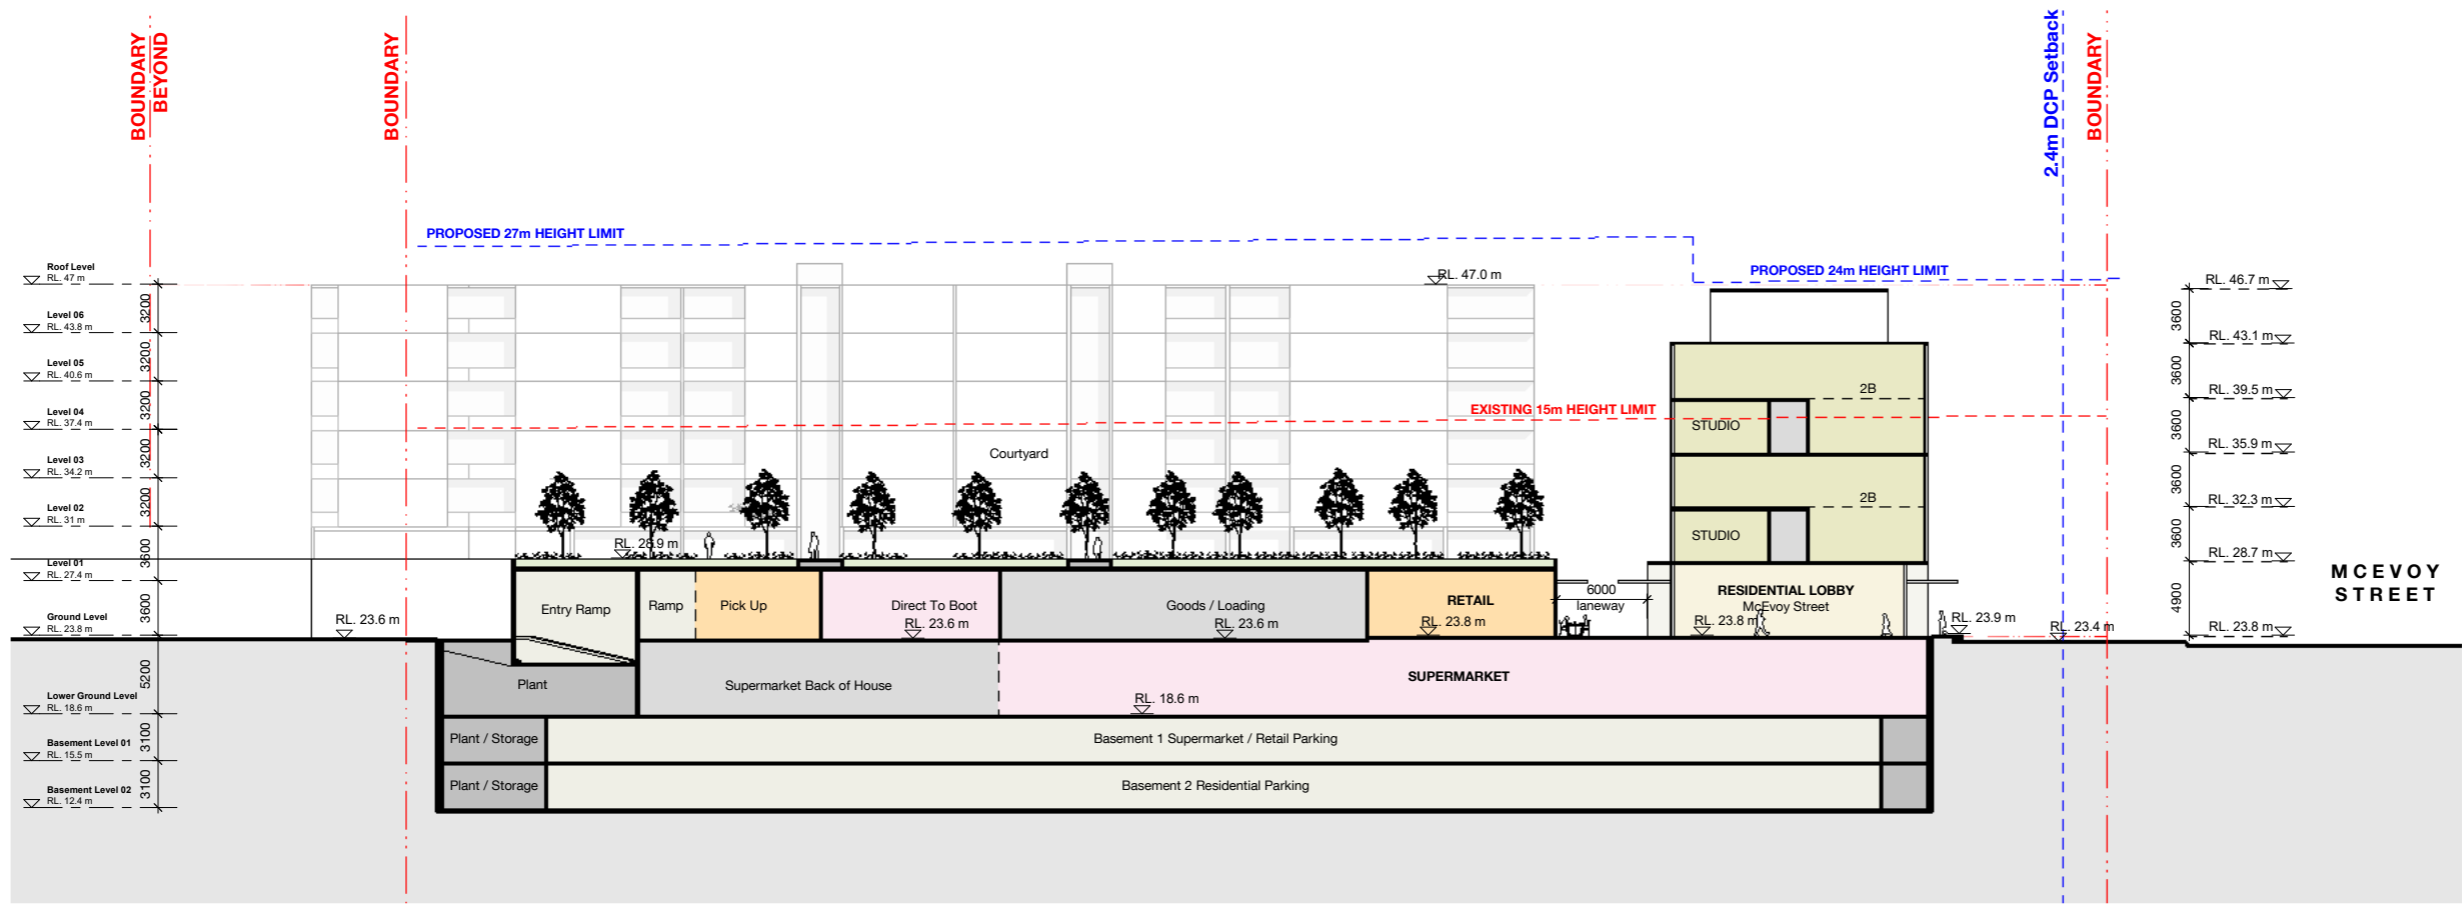 BOUNDARY
BEYOND
BOUNDARY
2.4m DCP Setback
BOUNDARY
PROPOSED 27m HEIGHT LIMIT
PROPOSED 24m HEIGHT LIMIT
EXISTING 15m HEIGHT LIMIT
Roof Level
RL. 47 m
3200
Level 06
RL. 43.8 m
3200
Level 05
RL. 40.6 m
3200
Level 04
RL. 37.4 m
3200
Level 03
RL. 34.2 m
3200
Level 02
RL. 31 m
3600
Level 01
RL. 27.4 m
3600
Ground Level
RL. 23.8 m
5200
Lower Ground Level
RL. 18.6 m
3100
Basement Level 01
RL. 15.5 m
3100
Basement Level 02
RL. 12.4 m
RL. 47.0 m
Courtyard
RL. 28.9 m
RL. 23.6 m
Entry Ramp
Ramp
Pick Up
Direct To Boot
RL. 23.6 m
Goods / Loading
RL. 23.6 m
RETAIL
RL. 23.8 m
6000
laneway
2B
STUDIO
2B
STUDIO
RESIDENTIAL LOBBY
McEvoy Street
RL. 23.8 m
RL. 23.9 m
RL. 23.4 m
Plant
Supermarket Back of House
SUPERMARKET
RL. 18.6 m
Plant / Storage
Basement 1 Supermarket / Retail Parking
Plant / Storage
Basement 2 Residential Parking
RL. 46.7 m
3600
RL. 43.1 m
3600
RL. 39.5 m
3600
RL. 35.9 m
3600
RL. 32.3 m
3600
RL. 28.7 m
4900
RL. 23.8 m
MCEVOY
STREET